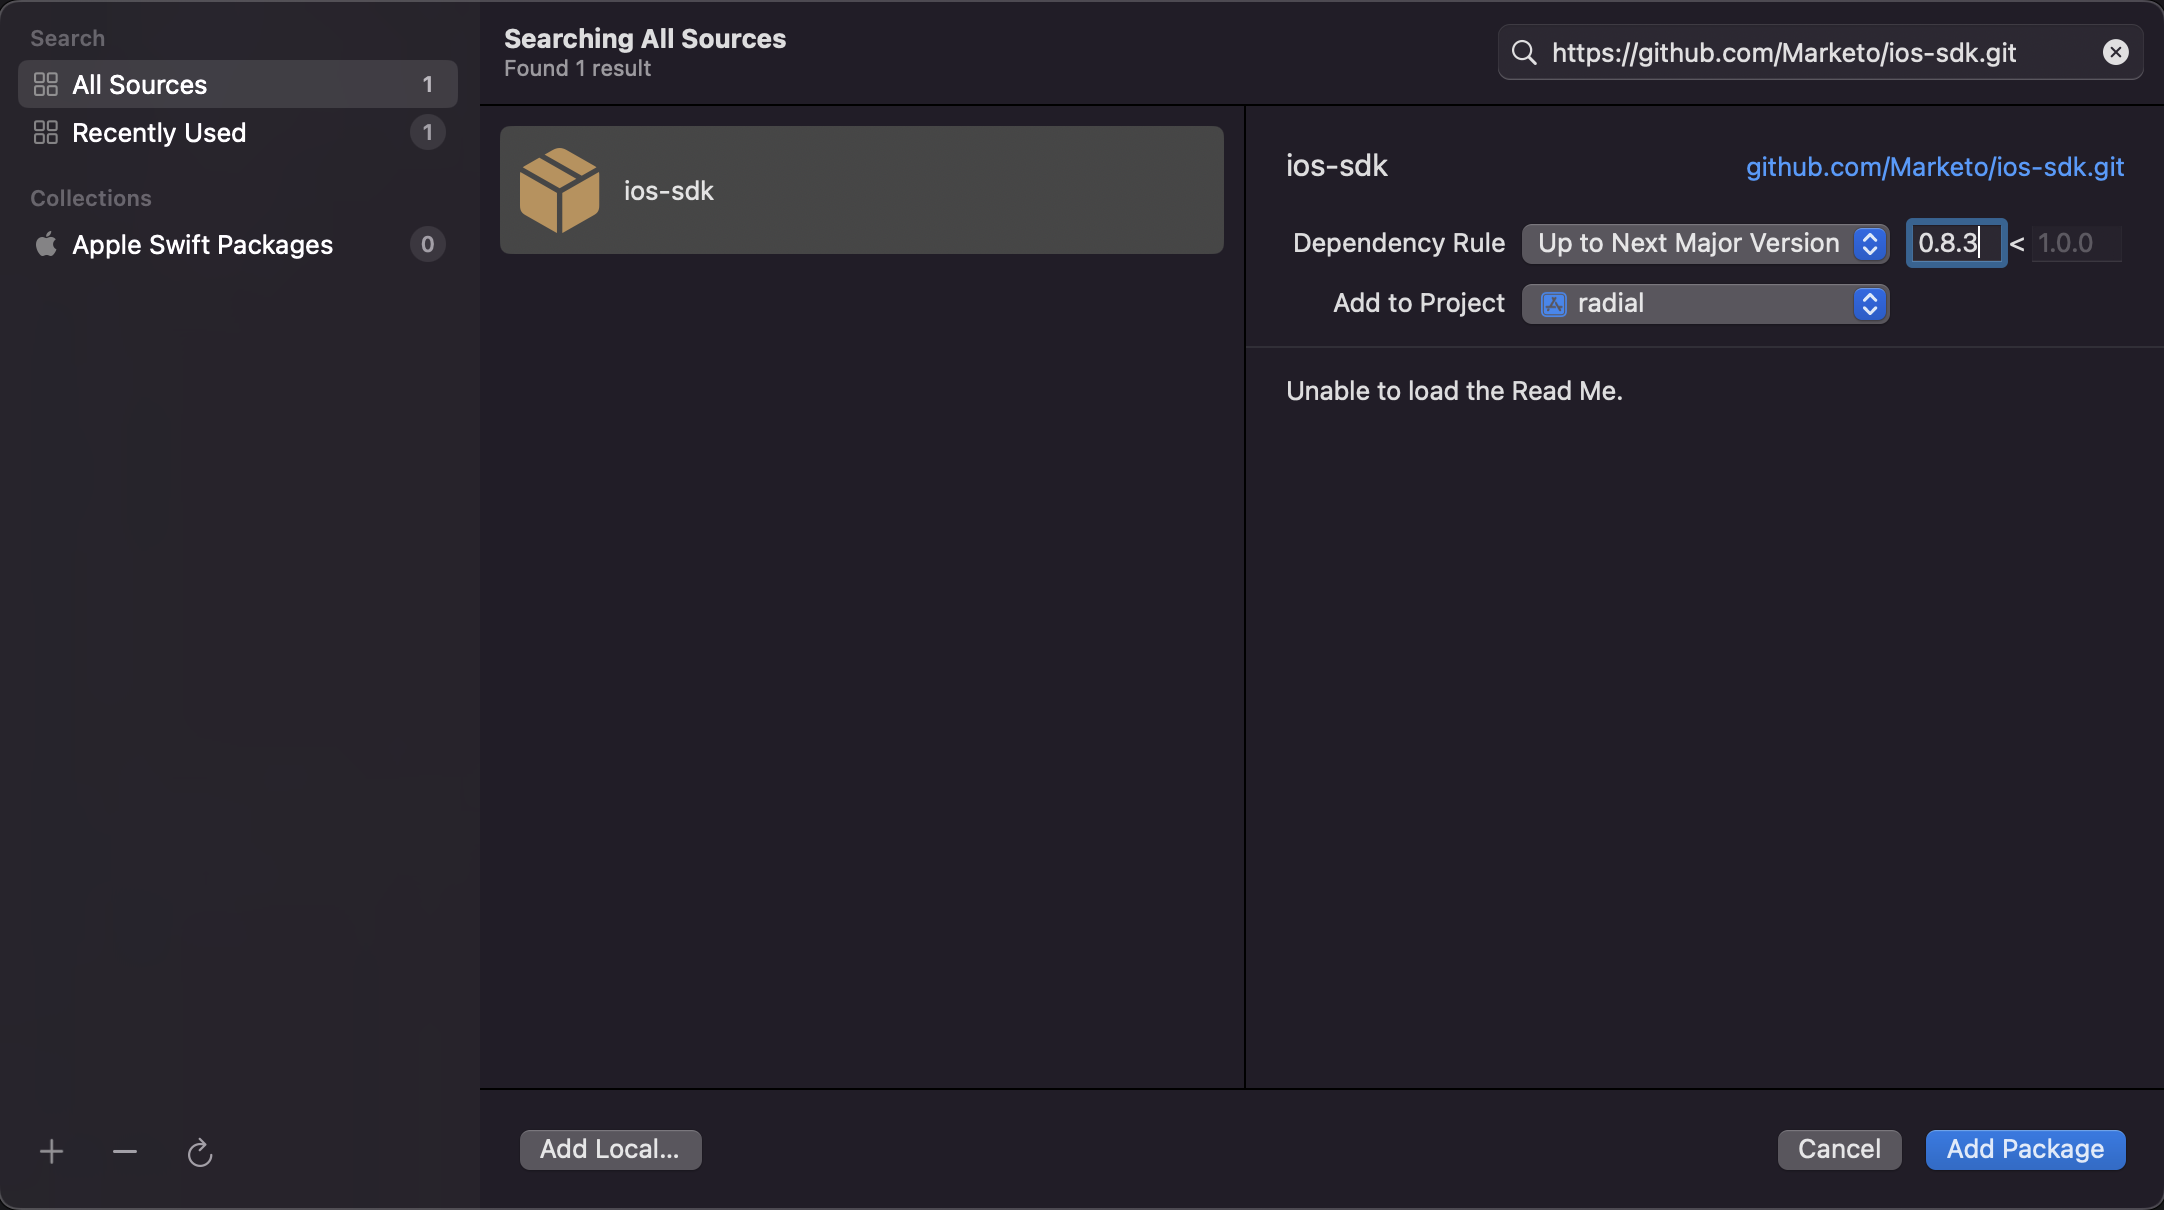 Search
All Sources 1
Recently Used 1
Collections
Apple Swift Packages 0
Searching All Sources
Found 1 result
https://github.com/Marketo/ios-sdk.git
ios-sdk
ios-sdk github.com/Marketo/ios-sdk.git
Dependency Rule Up to Next Major Version 0.8.3 < 1.0.0
Add to Project radial
Unable to load the Read Me.
Add Local... Cancel Add Package